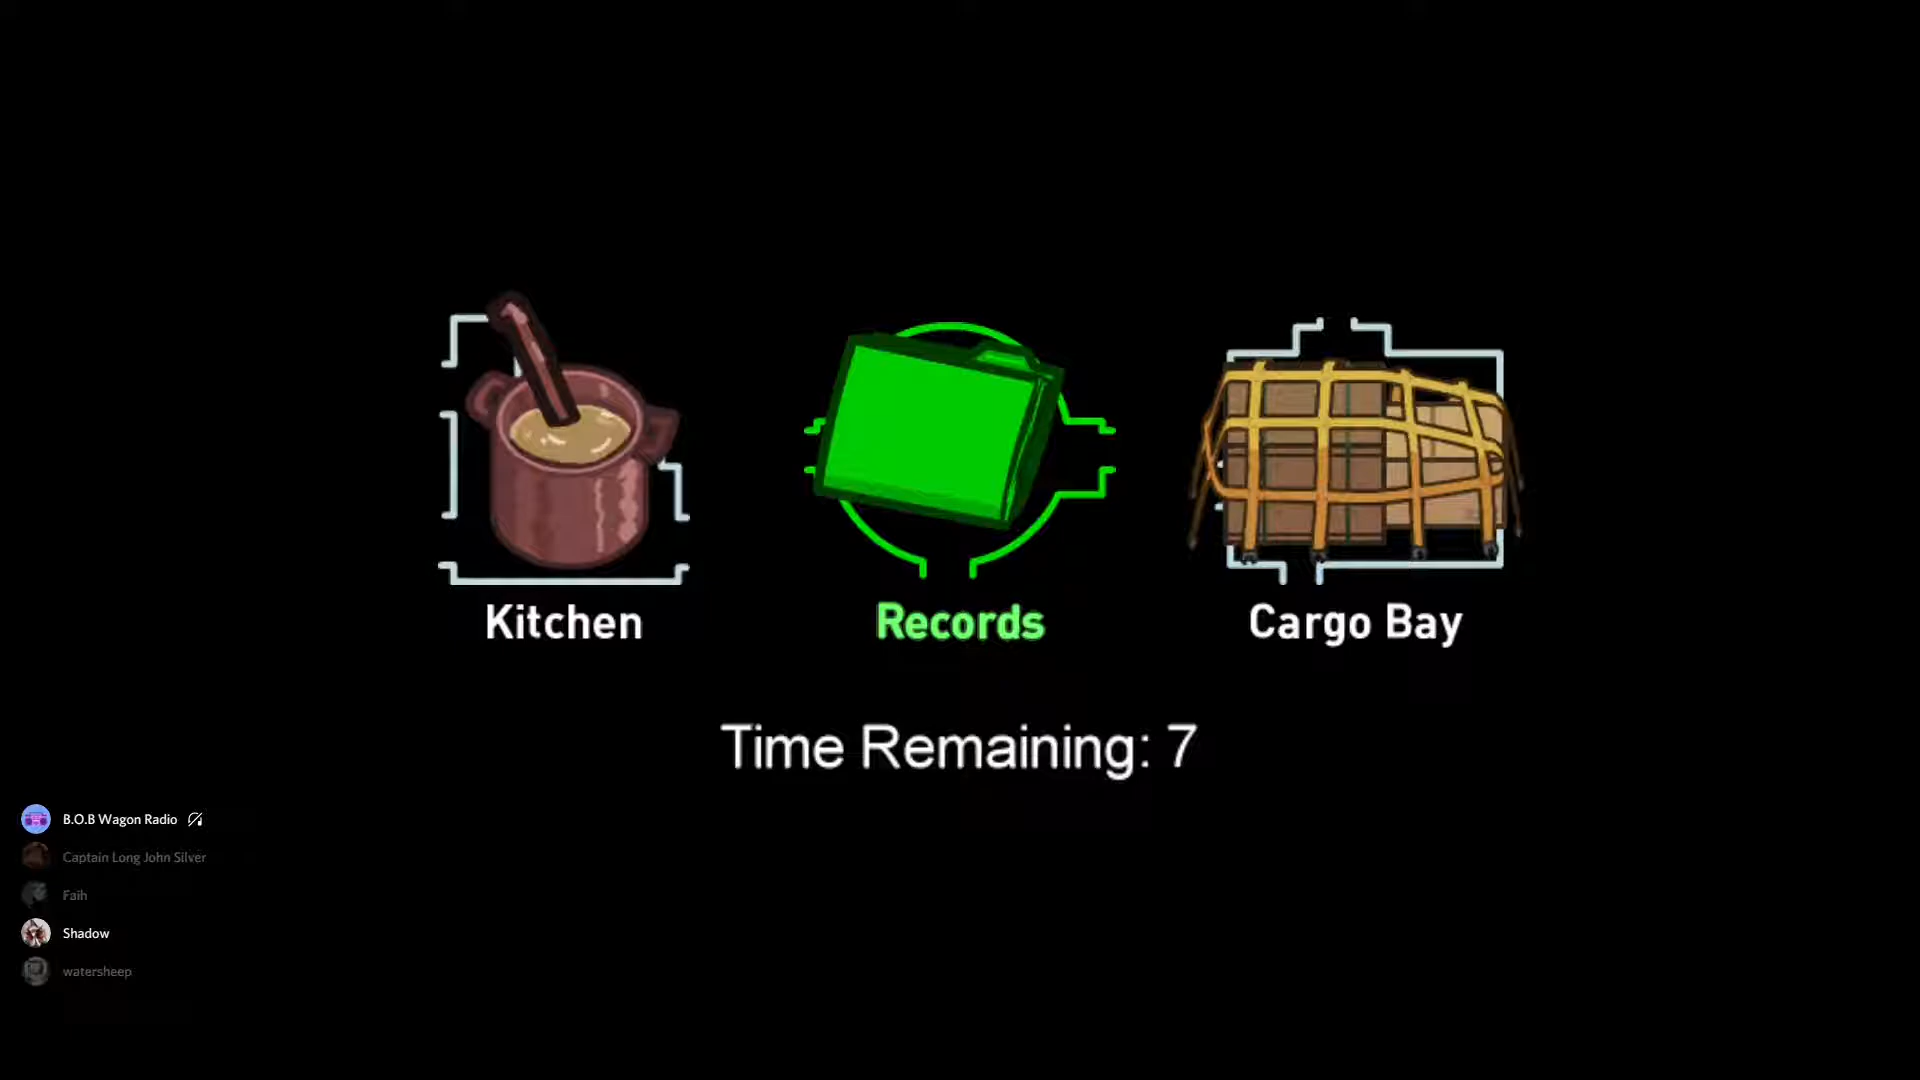 Kitchen
Records
Cargo Bay
Time Remaining: 7
B.O.B Wagon Radio
Captain Long John Silver
Faih
Shadow
watersheep